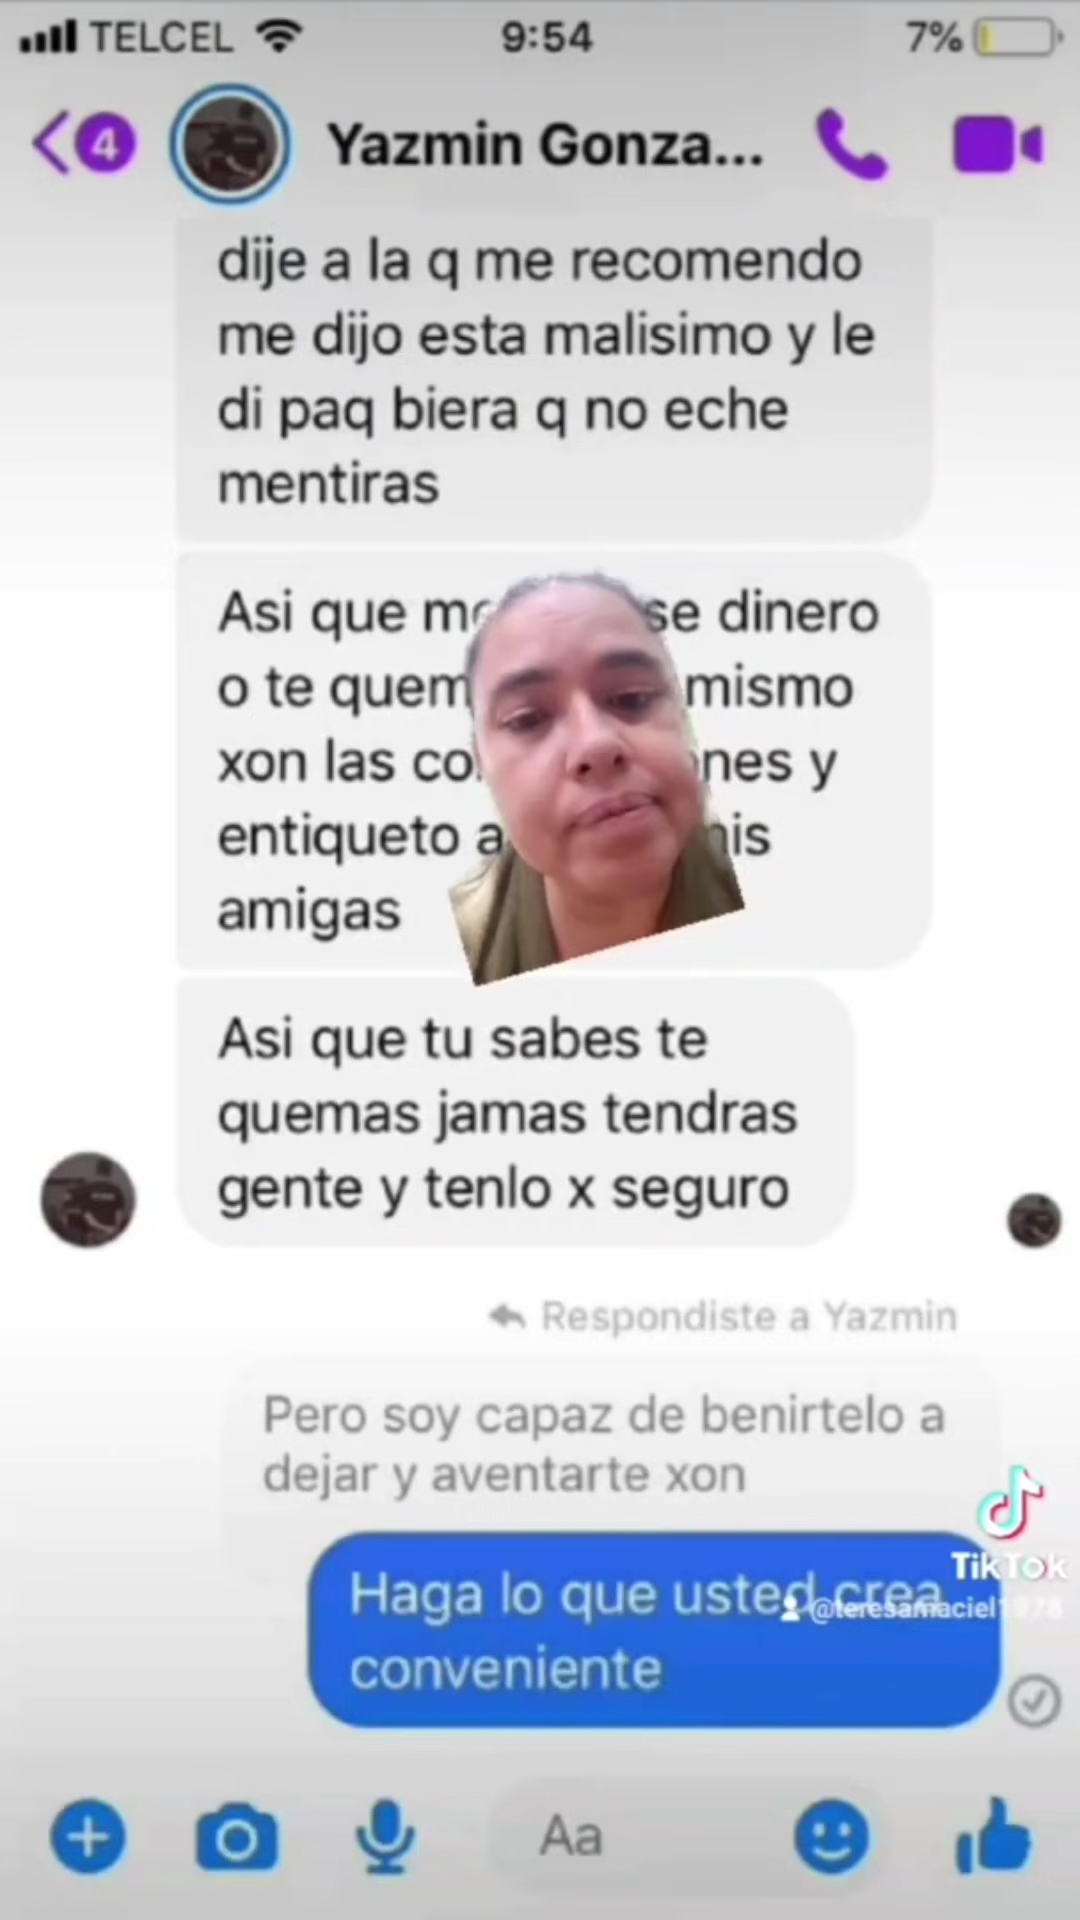 TELCEL 9:54 7%
4 Yazmin Gonza...
dije a la q me recomendo
me dijo esta malisimo y le
di paq biera q no eche
mentiras
Asi que se dinero
o te quem mismo
xon las co nes y
entiqueto a is
amigas
Asi que tu sabes te
quemas jamas tendras
gente y tenlo x seguro
Respondiste a Yazmin
Pero soy capaz de benirtelo a
dejar y aventarte xon
TikTok
Haga lo que usted crea
@teresamaciel1978
conveniente
Aa